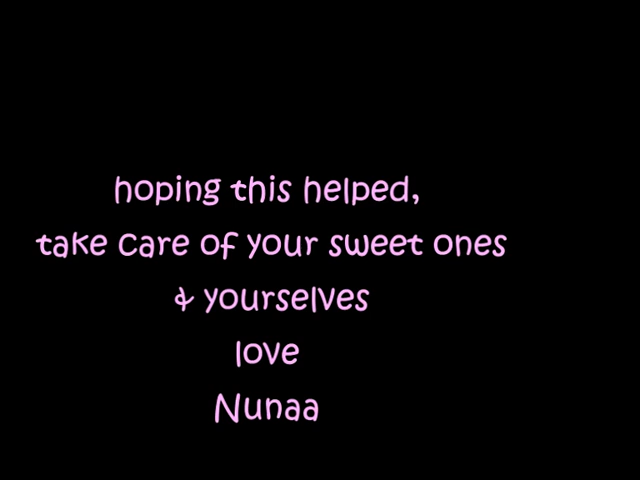 hoping this helped,
take care of your sweet ones
& yourselves
love
Nunaa